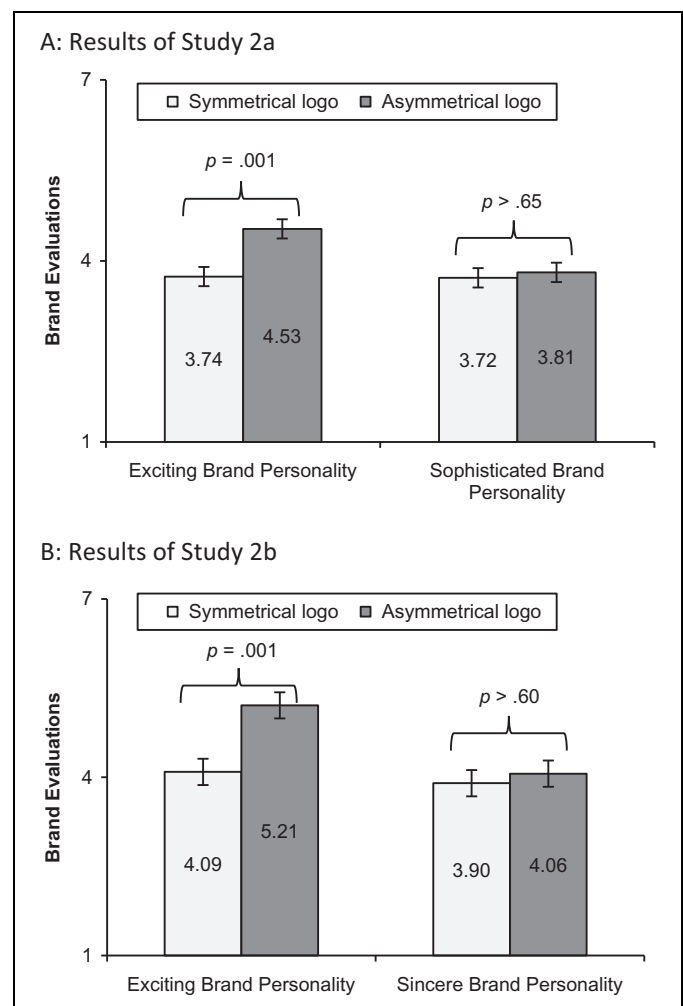 A: Results of Study 2a
7
Symmetrical logo Asymmetrical logo
p = .001
p > .65
Brand Evaluations
4
3.74
4.53
3.72
3.81
1
Exciting Brand Personality
Sophisticated Brand
Personality
B: Results of Study 2b
7
Symmetrical logo Asymmetrical logo
p = .001
p > .60
Brand Evaluations
4
4.09
5.21
3.90
4.06
1
Exciting Brand Personality
Sincere Brand Personality